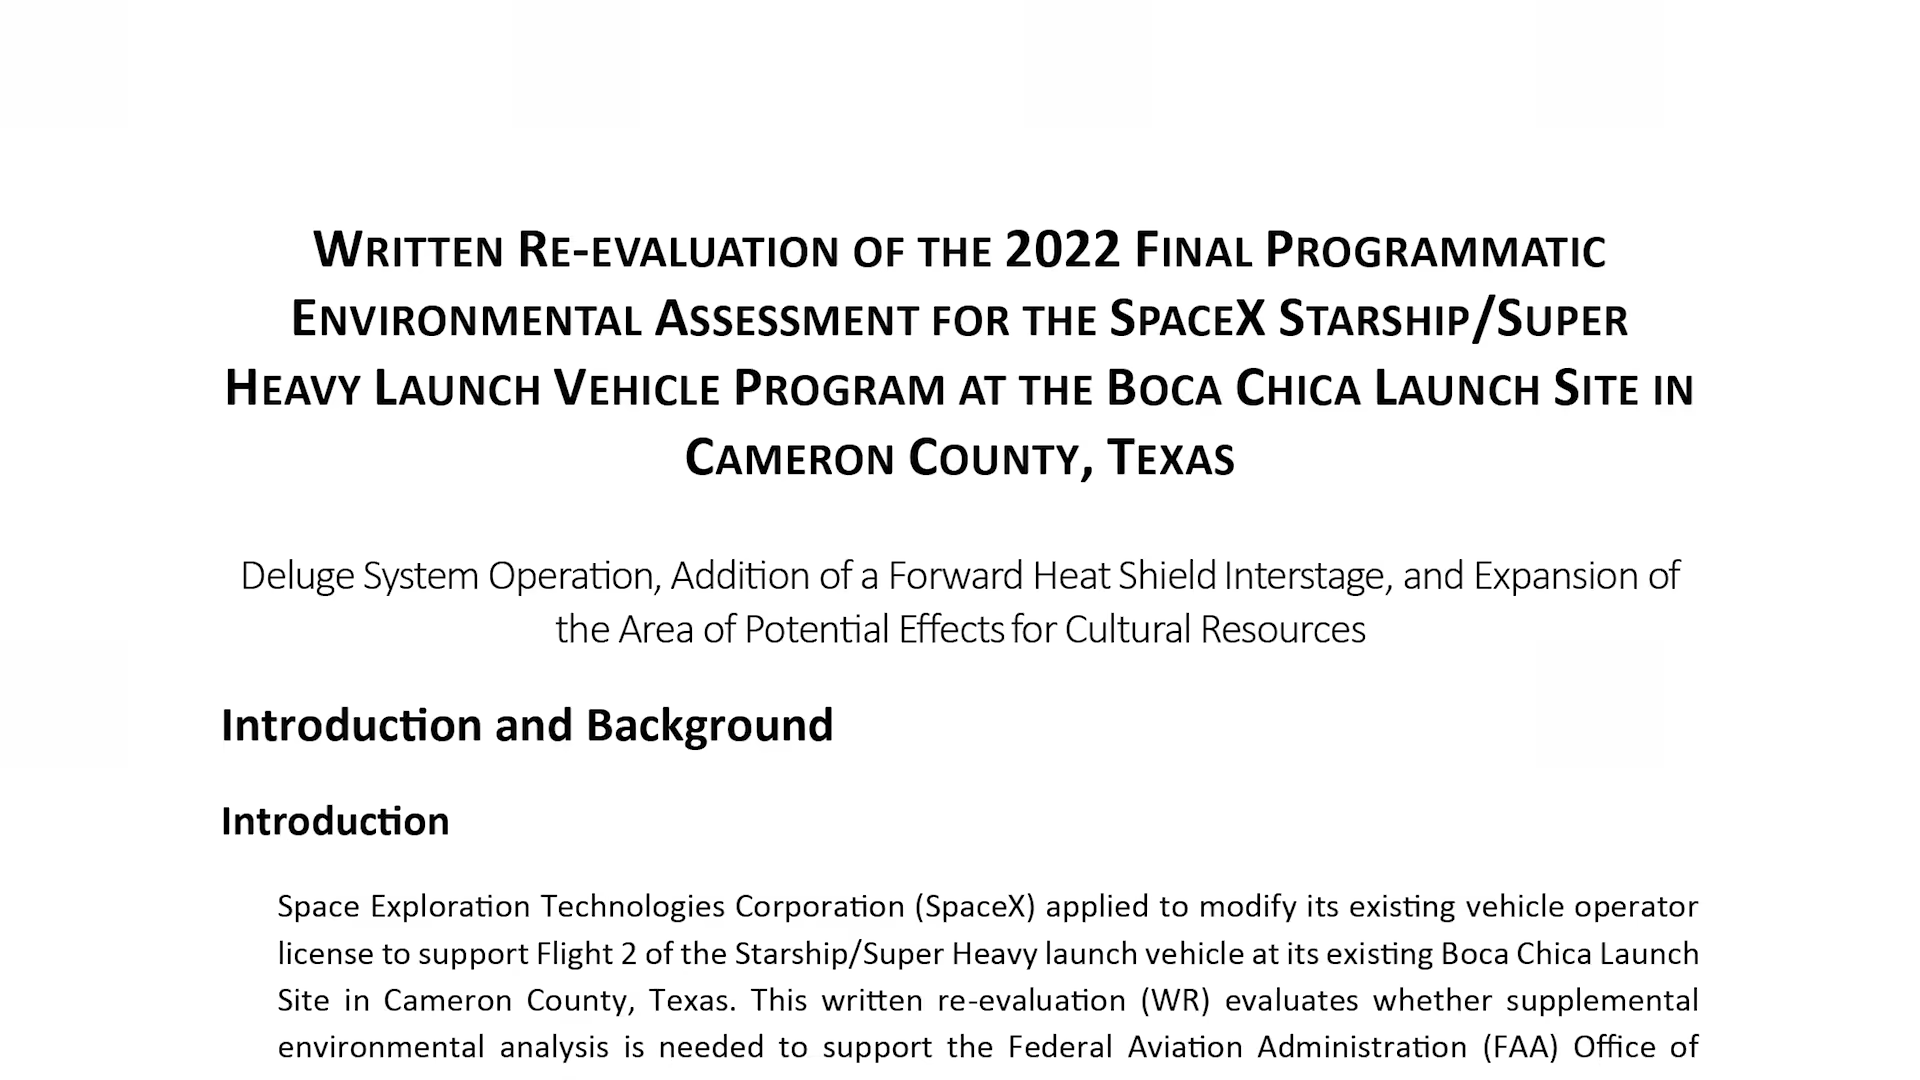 WRITTEN RE-EVALUATION OF THE 2022 FINAL PROGRAMMATIC
ENVIRONMENTAL ASSESSMENT FOR THE SPACEX STARSHIP/SUPER
HEAVY LAUNCH VEHICLE PROGRAM AT THE BOCA CHICA LAUNCH SITE IN
CAMERON COUNTY, TEXAS
Deluge System Operation, Addition of a Forward Heat Shield Interstage, and Expansion of
the Area of Potential Effects for Cultural Resources
Introduction and Background
Introduction
Space Exploration Technologies Corporation (SpaceX) applied to modify its existing vehicle operator
license to support Flight 2 of the Starship/Super Heavy launch vehicle at its existing Boca Chica Launch
Site in Cameron County, Texas. This written re-evaluation (WR) evaluates whether supplemental
environmental analysis is needed to support the Federal Aviation Administration (FAA) Office of